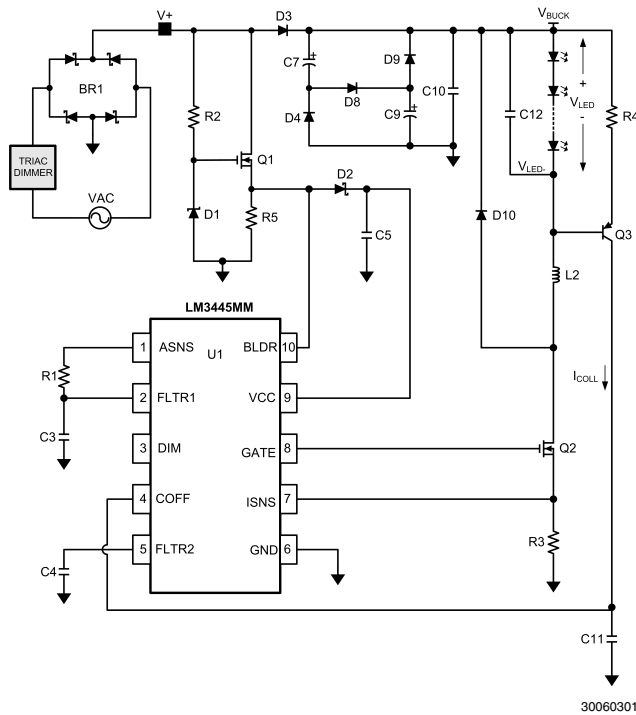 V+
D3
VBUCK
BR1
C7
+
D9
R2
D8
C10
C12
+
VLED
-
R4
D4
C9
+
Q1
TRIAC
DIMMER
VLED-
D2
VAC
D1
R5
D10
Q3
C5
L2
LM3445MM
1
ASNS
U1
BLDR
10
R1
ICOLL
2
FLTR1
VCC
9
C3
3
DIM
GATE
8
Q2
4
COFF
ISNS
7
R3
5
FLTR2
GND
6
C4
C11
30060301